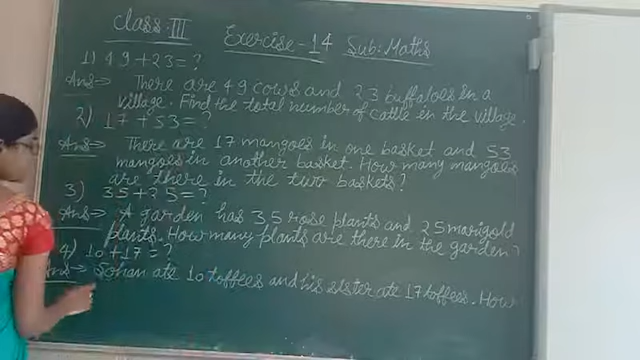 Class-III Exercise-14 Sub: Maths
1) 49+23=?
Ans⇒ There are 49 cows and 23 buffaloes in a
village. Find the total number of cattle in the village.
2) 17+53=?
Ans⇒ There are 17 mangoes in one basket and 53
mangoes in another basket. How many mangoes
are there in the two baskets?
3) 35+25=?
Ans⇒ A garden has 35 rose plants and 25 marigold
plants. How many plants are there in the garden?
4) 10+17=?
Ans⇒ Sohan ate 10 toffees and his sister ate 17 toffees. How